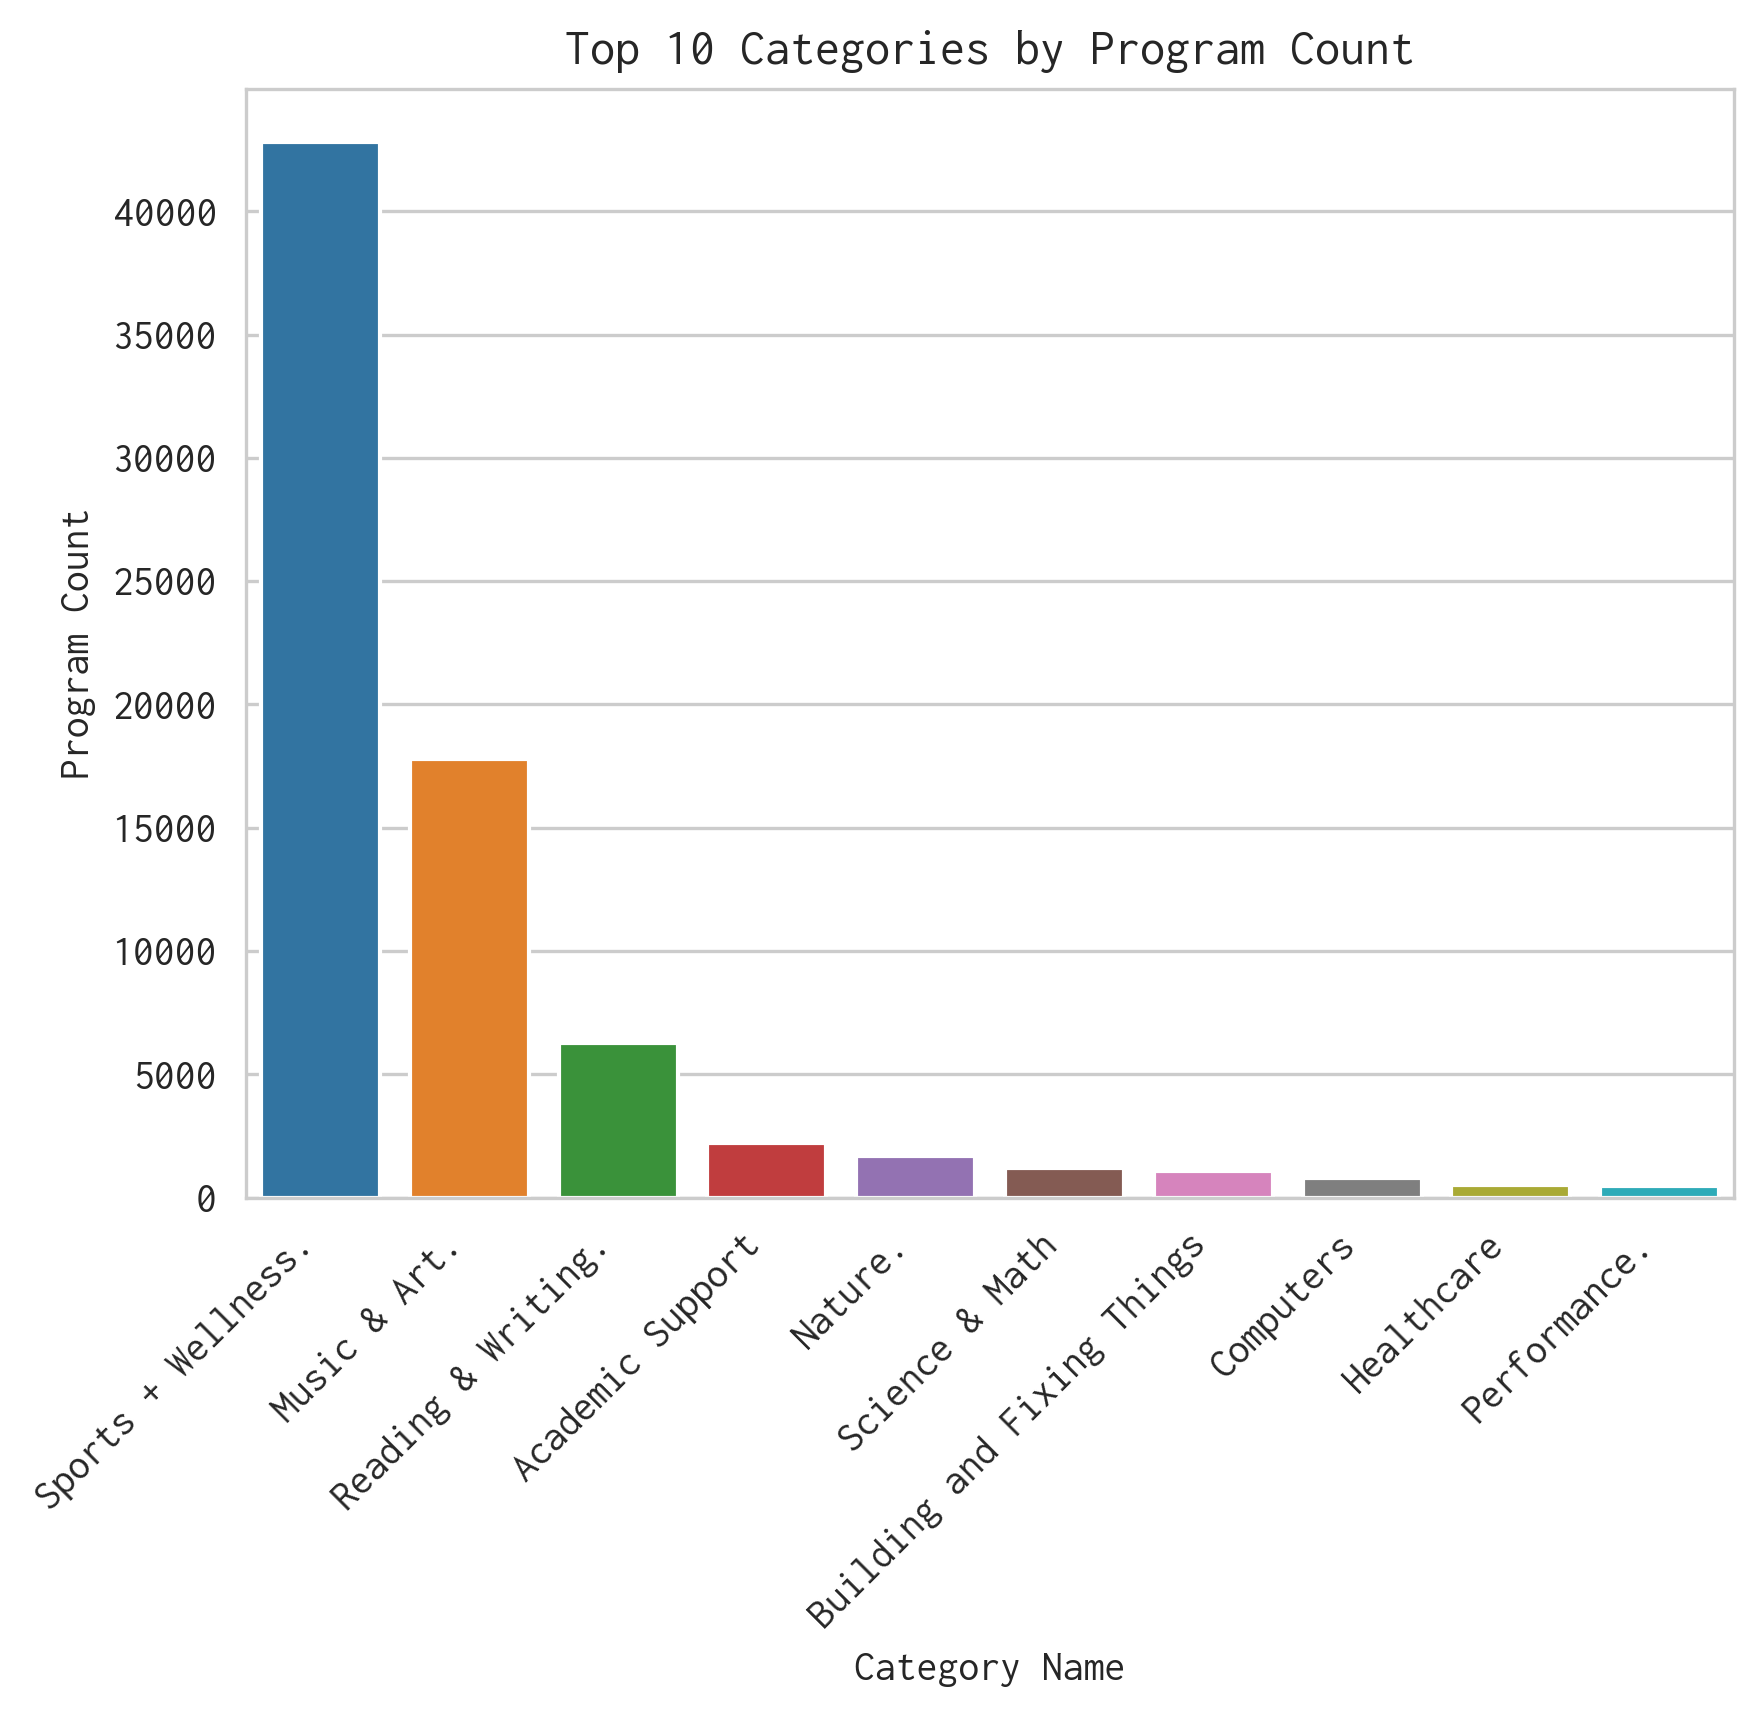 Top 10 Categories by Program Count
Program Count
40000
35000
30000
25000
20000
15000
10000
5000
0
Sports + Wellness.
Music & Art.
Reading & Writing.
Academic Support
Nature.
Science & Math
Building and Fixing Things
Computers
Healthcare
Performance.
Category Name